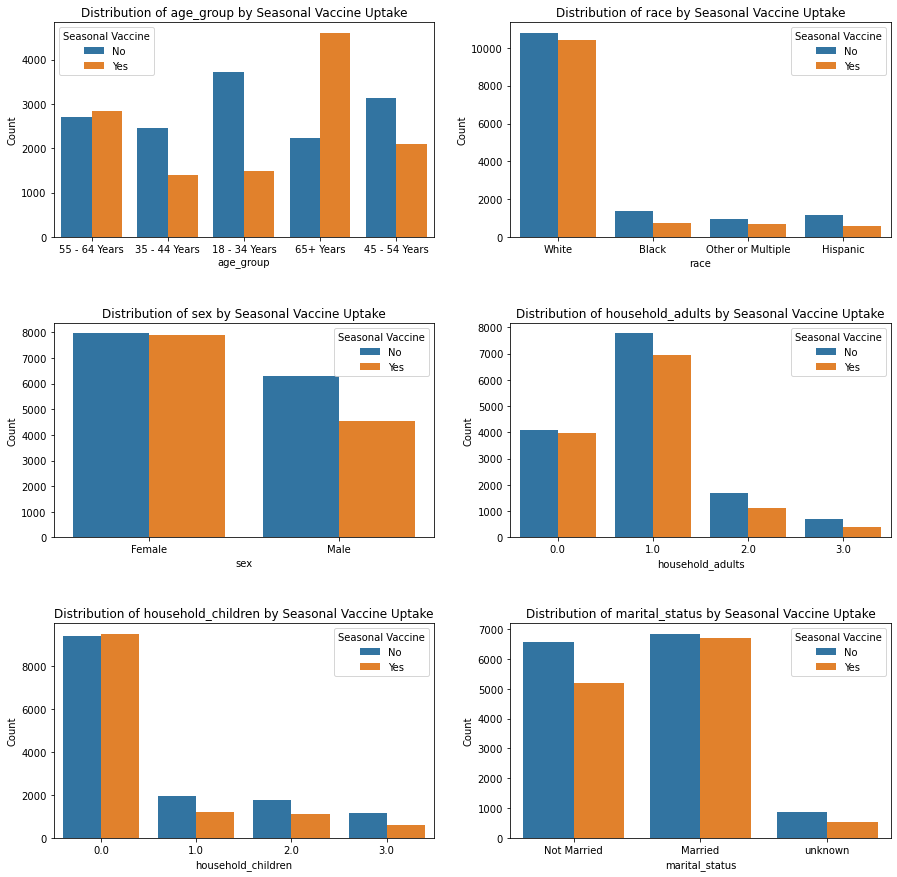 Distribution of age_group by Seasonal Vaccine Uptake
Seasonal Vaccine
No
Yes
Count
4000
3000
2000
1000
0
55 - 64 Years
35 - 44 Years
18 - 34 Years
65+ Years
45 - 54 Years
age_group
Distribution of race by Seasonal Vaccine Uptake
Seasonal Vaccine
No
Yes
Count
10000
8000
6000
4000
2000
0
White
Black
Other or Multiple
Hispanic
race
Distribution of sex by Seasonal Vaccine Uptake
Seasonal Vaccine
No
Yes
Count
8000
7000
6000
5000
4000
3000
2000
1000
0
Female
Male
sex
Distribution of household_adults by Seasonal Vaccine Uptake
Seasonal Vaccine
No
Yes
Count
8000
7000
6000
5000
4000
3000
2000
1000
0
0.0
1.0
2.0
3.0
household_adults
Distribution of household_children by Seasonal Vaccine Uptake
Seasonal Vaccine
No
Yes
Count
8000
6000
4000
2000
0
0.0
1.0
2.0
3.0
household_children
Distribution of marital_status by Seasonal Vaccine Uptake
Seasonal Vaccine
No
Yes
Count
7000
6000
5000
4000
3000
2000
1000
0
Not Married
Married
unknown
marital_status